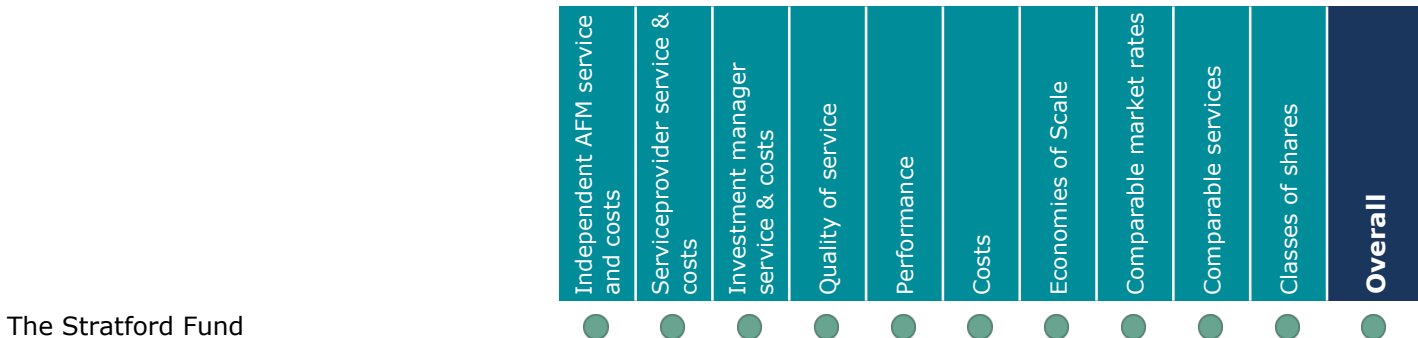 Independent AFM service
and costs
Serviceprovider service &
costs
Investment manager
service & costs
Quality of service
Performance
Costs
Economies of Scale
Comparable market rates
Comparable services
Classes of shares
Overall
The Stratford Fund